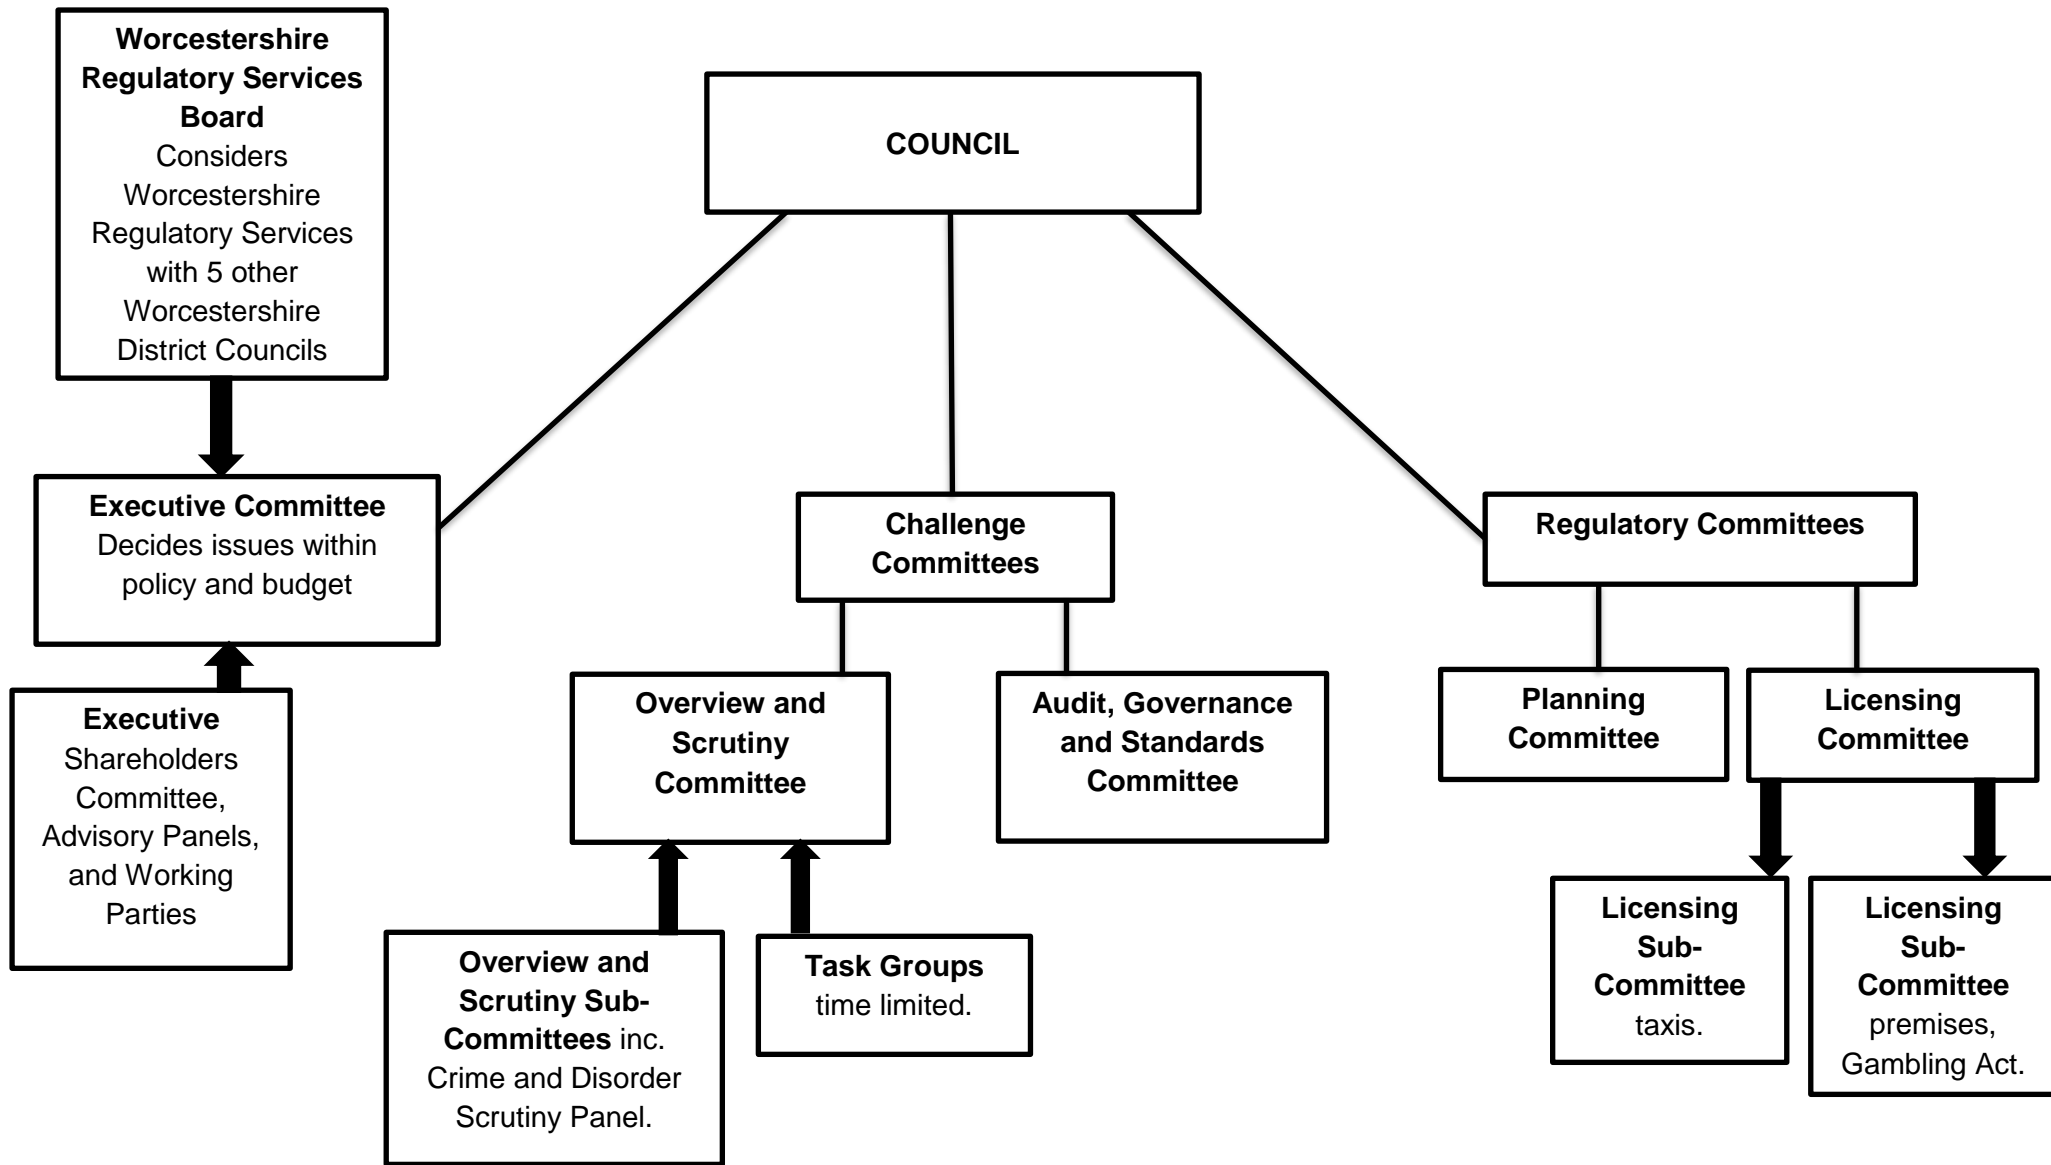 Worcestershire
Regulatory Services
Board
Considers
Worcestershire
Regulatory Services
with 5 other
Worcestershire
District Councils
COUNCIL
Executive Committee
Decides issues within
policy and budget
Challenge
Committees
Regulatory Committees
Executive
Shareholders
Committee,
Advisory Panels,
and Working
Parties
Overview and
Scrutiny
Committee
Audit, Governance
and Standards
Committee
Planning
Committee
Licensing
Committee
Overview and
Scrutiny Sub-
Committees inc.
Crime and Disorder
Scrutiny Panel.
Task Groups
time limited.
Licensing
Sub-
Committee
taxis.
Licensing
Sub-
Committee
premises,
Gambling Act.